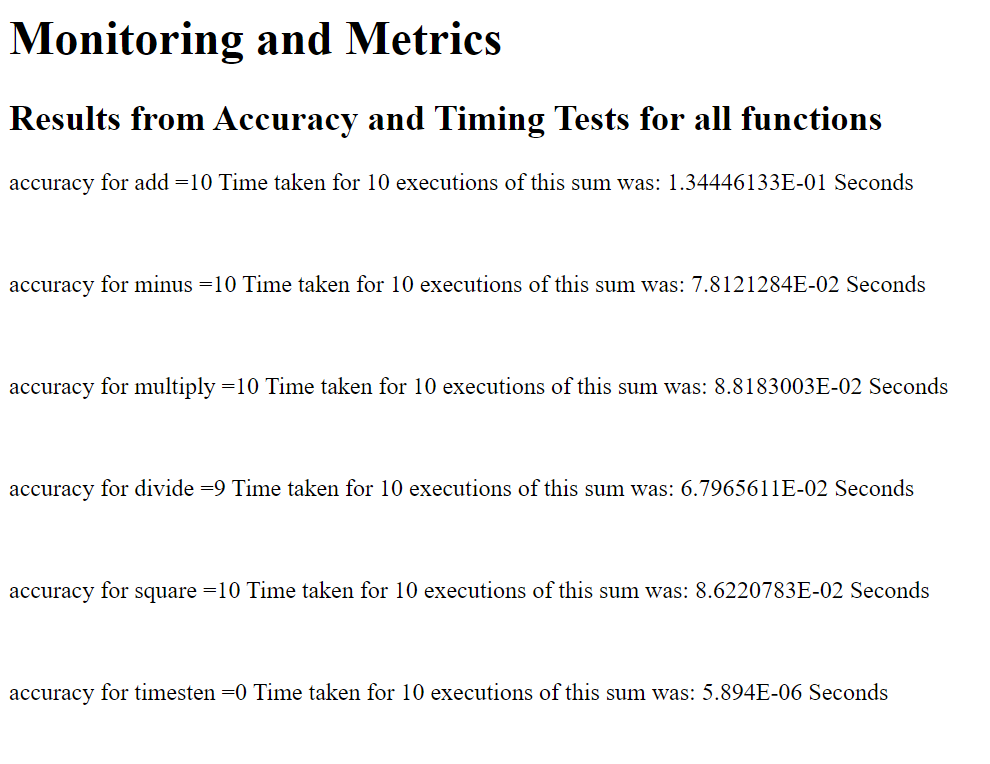 Monitoring and Metrics
Results from Accuracy and Timing Tests for all functions
accuracy for add =10 Time taken for 10 executions of this sum was: 1.34446133E-01 Seconds
accuracy for minus =10 Time taken for 10 executions of this sum was: 7.8121284E-02 Seconds
accuracy for multiply =10 Time taken for 10 executions of this sum was: 8.8183003E-02 Seconds
accuracy for divide =9 Time taken for 10 executions of this sum was: 6.7965611E-02 Seconds
accuracy for square =10 Time taken for 10 executions of this sum was: 8.6220783E-02 Seconds
accuracy for timesten =0 Time taken for 10 executions of this sum was: 5.894E-06 Seconds